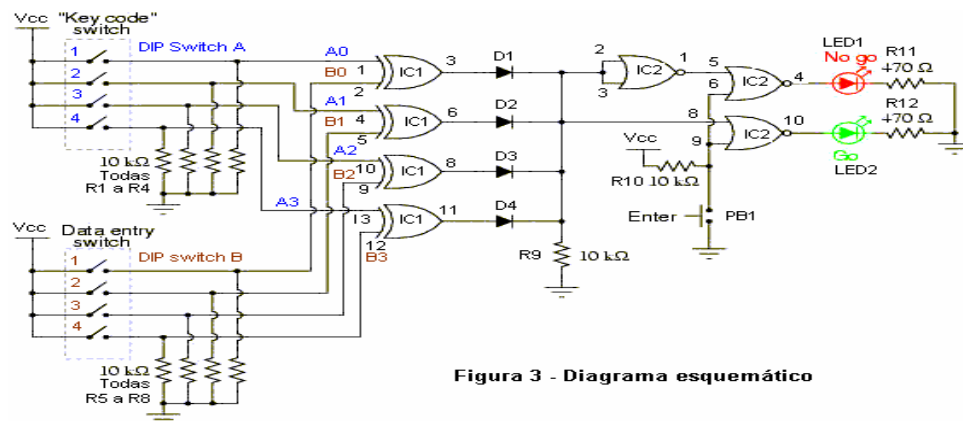 Vcc "Key code"
switch
DIP Switch A
1
2
3
4
10 kΩ
Todas
R1 a R4
A0
B0
A1
B1
A2
B2
A3
B3
1
2
3
IC1
4
5
6
IC1
10
9
8
IC1
13
12
11
IC1
D1
D2
D3
D4
R9
10 kΩ
2
3
1
IC2
5
6
4
IC2
8
9
10
IC2
LED1
No go
R11
+70 Ω
R12
+70 Ω
Go
LED2
Vcc
R10 10 kΩ
Enter
PB1
Vcc
Data entry
switch
DIP switch B
1
2
3
4
10 kΩ
Todas
R5 a R8
Figura 3 - Diagrama esquemático